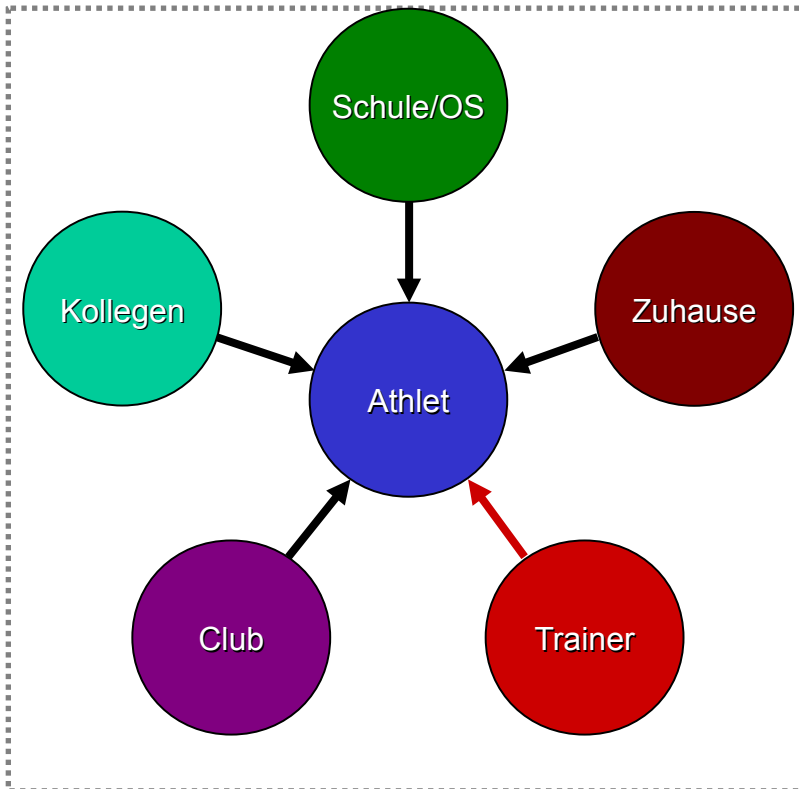 Schule/OS
Kollegen
Zuhause
Athlet
Club
Trainer